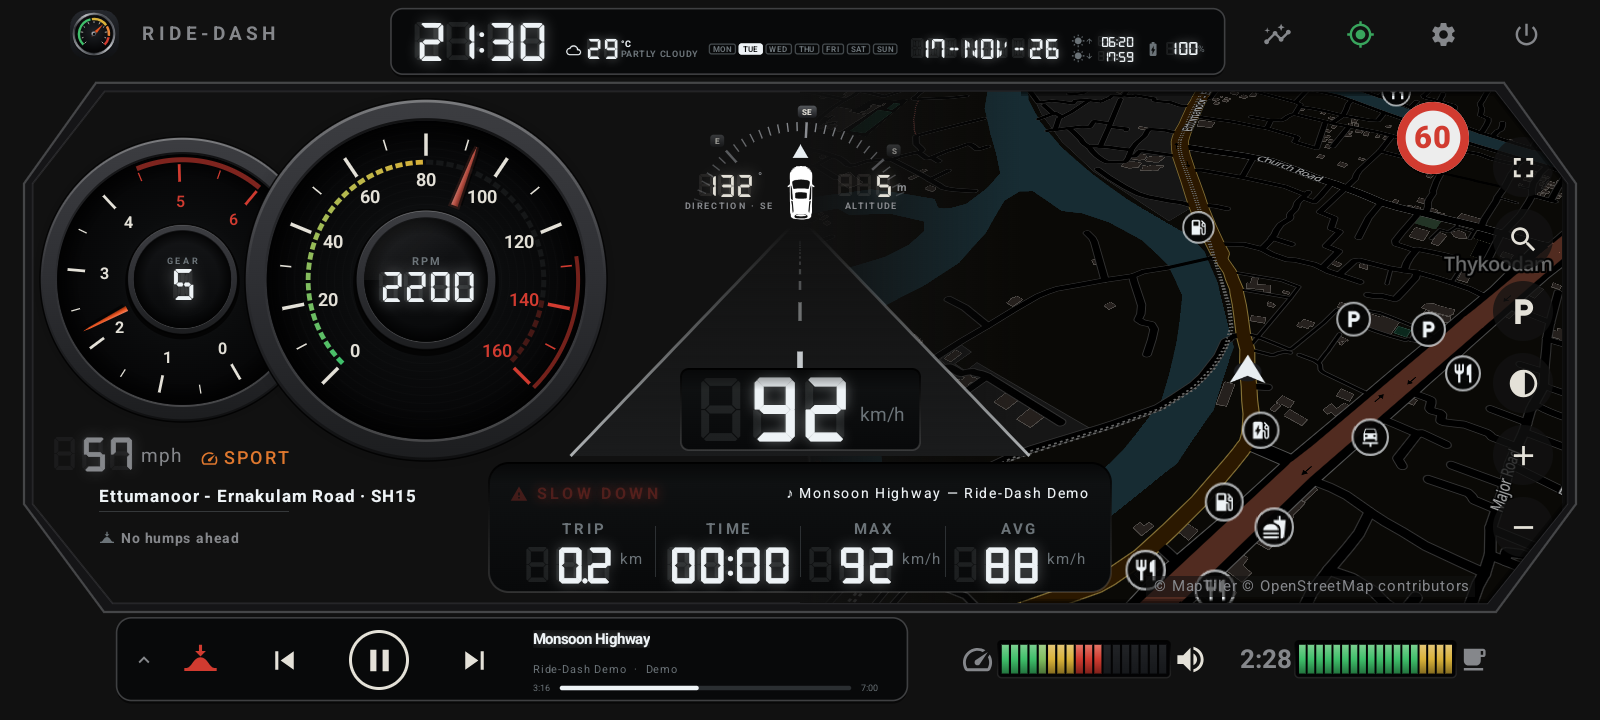 RIDE-DASH
21:30
29 °C
PARTLY CLOUDY
MON TUE WED THU FRI SAT SUN
17-NOV-26
06:20
17:59
100%
5
6
4
3
2
1
0
GEAR
5
60
80
100
40
120
20
140
0
160
RPM
2200
SE
E
S
132°
DIRECTION · SE
5 m
ALTITUDE
92 km/h
57 mph
SPORT
Ettumanoor - Ernakulam Road · SH15
No humps ahead
SLOW DOWN
♪ Monsoon Highway — Ride-Dash Demo
TRIP
0.2 km
TIME
00:00
MAX
92 km/h
AVG
88 km/h
Church Road
60
Thykoodam
P
P
P
Major Road
+
−
© MapTiler © OpenStreetMap contributors
Monsoon Highway
Ride-Dash Demo · Demo
3:16
7:00
2:28